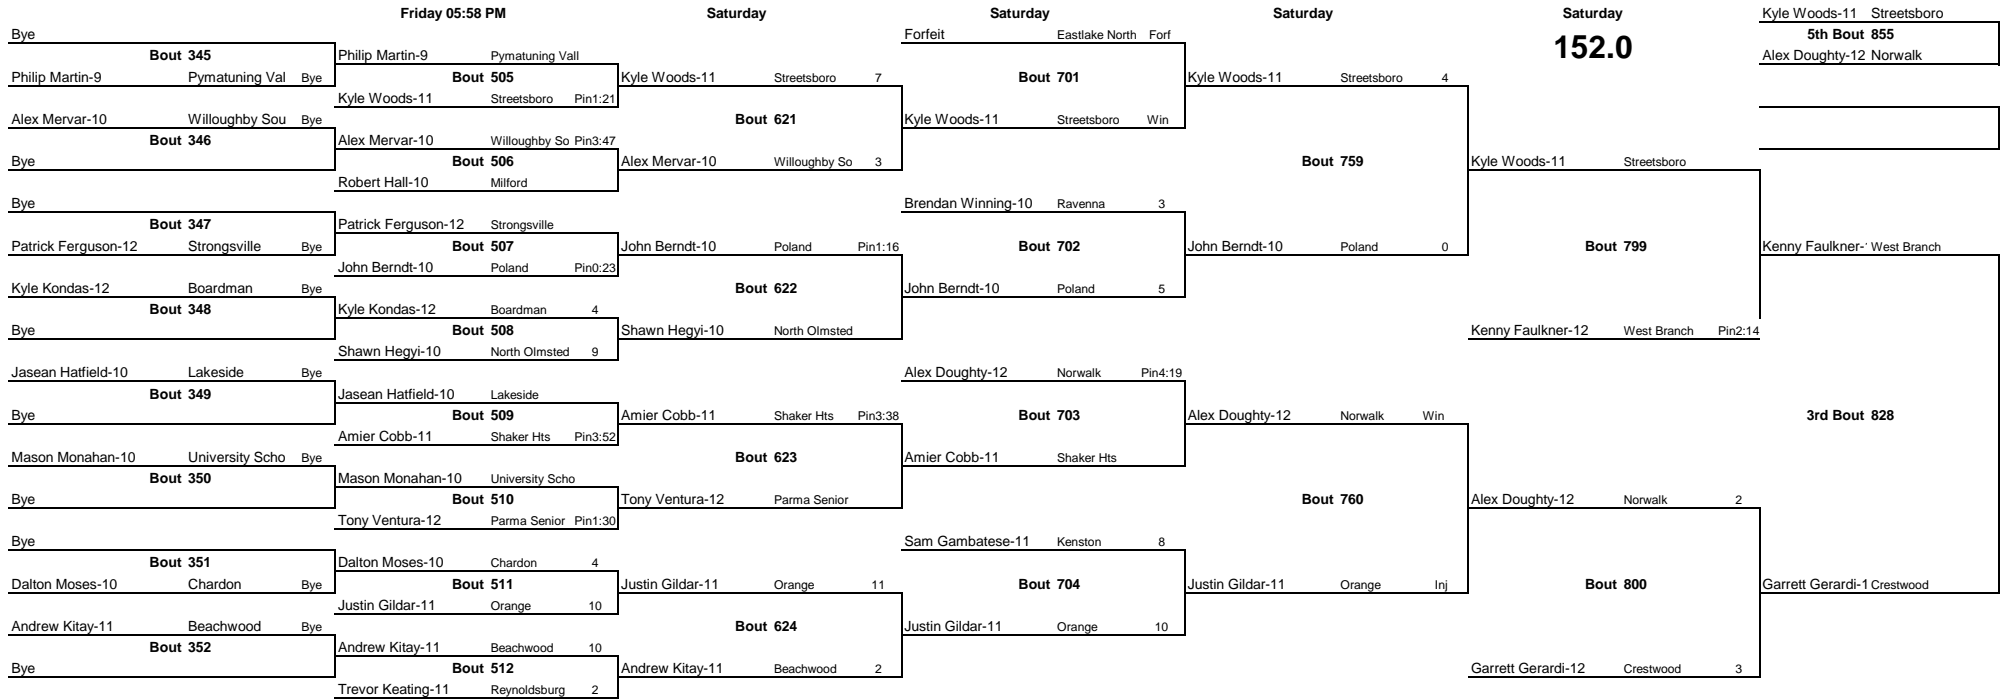 Friday 05:58 PM Saturday Saturday Saturday Saturday Kyle Woods-11 Streetsboro
Bye Forfeit Eastlake North Forf 5th Bout 855
152.0
Bout 345 Philip Martin-9 Pymatuning Vall Alex Doughty-12 Norwalk
Philip Martin-9 Pymatuning Val Bye Bout 505 Kyle Woods-11 Streetsboro 7 Bout 701 Kyle Woods-11 Streetsboro 4
Kyle Woods-11 Streetsboro Pin1:21
Alex Mervar-10 Willoughby Sou Bye Bout 621 Kyle Woods-11 Streetsboro Win
Bout 346 Alex Mervar-10 Willoughby So Pin3:47
Bye Bout 506 Alex Mervar-10 Willoughby So 3 Bout 759 Kyle Woods-11 Streetsboro
Robert Hall-10 Milford
Bye Brendan Winning-10 Ravenna 3
Bout 347 Patrick Ferguson-12 Strongsville
Patrick Ferguson-12 Strongsville Bye Bout 507 John Berndt-10 Poland Pin1:16 Bout 702 John Berndt-10 Poland 0 Bout 799 Kenny Faulkner-' West Branch
John Berndt-10 Poland Pin0:23
Kyle Kondas-12 Boardman Bye Bout 622 John Berndt-10 Poland 5
Bout 348 Kyle Kondas-12 Boardman 4
Bye Bout 508 Shawn Hegyi-10 North Olmsted Kenny Faulkner-12 West Branch Pin2:14
Shawn Hegyi-10 North Olmsted 9
Jasean Hatfield-10 Lakeside Bye Alex Doughty-12 Norwalk Pin4:19
Bout 349 Jasean Hatfield-10 Lakeside
Bye Bout 509 Amier Cobb-11 Shaker Hts Pin3:38 Bout 703 Alex Doughty-12 Norwalk Win 3rd Bout 828
Amier Cobb-11 Shaker Hts Pin3:52
Mason Monahan-10 University Scho Bye Bout 623 Amier Cobb-11 Shaker Hts
Bout 350 Mason Monahan-10 University Scho
Bye Bout 510 Tony Ventura-12 Parma Senior Bout 760 Alex Doughty-12 Norwalk 2
Tony Ventura-12 Parma Senior Pin1:30
Bye Sam Gambatese-11 Kenston 8
Bout 351 Dalton Moses-10 Chardon 4
Dalton Moses-10 Chardon Bye Bout 511 Justin Gildar-11 Orange 11 Bout 704 Justin Gildar-11 Orange Inj Bout 800 Garrett Gerardi-1 Crestwood
Justin Gildar-11 Orange 10
Andrew Kitay-11 Beachwood Bye Bout 624 Justin Gildar-11 Orange 10
Bout 352 Andrew Kitay-11 Beachwood 10
Bye Bout 512 Andrew Kitay-11 Beachwood 2 Garrett Gerardi-12 Crestwood 3
Trevor Keating-11 Reynoldsburg 2